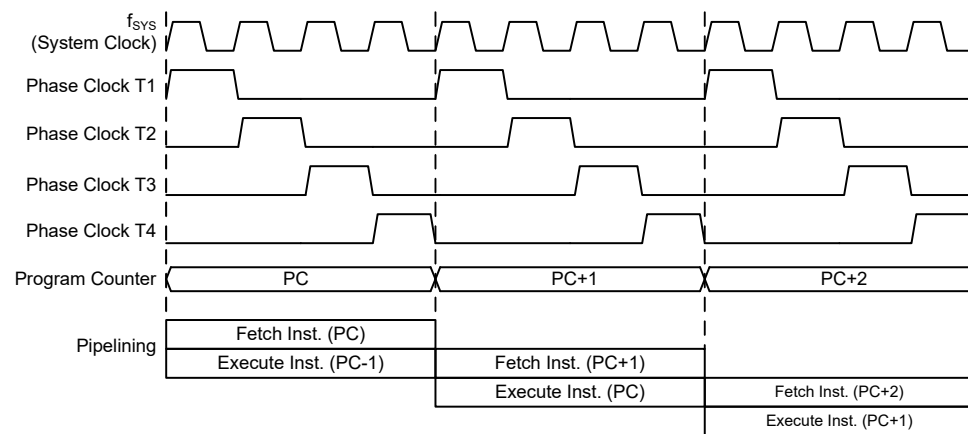 fSYS
(System Clock)
Phase Clock T1
Phase Clock T2
Phase Clock T3
Phase Clock T4
Program Counter PC PC+1 PC+2
Pipelining
Fetch Inst. (PC)
Execute Inst. (PC-1) Fetch Inst. (PC+1)
Execute Inst. (PC) Fetch Inst. (PC+2)
Execute Inst. (PC+1)